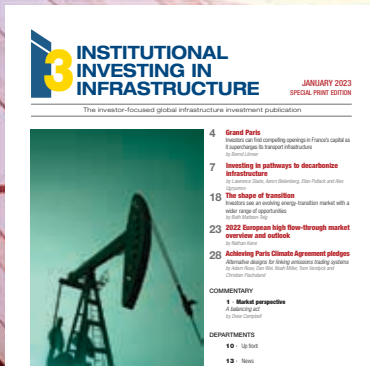 i3
INSTITUTIONAL
INVESTING IN
INFRASTRUCTURE
JANUARY 2023
SPECIAL PRINT EDITION
The investor-focused global infrastructure investment publication
4 Grand Paris
Investors can find compelling openings in France's capital as
it supercharges its transport infrastructure
by Bernd Lönner
7 Investing in pathways to decarbonize
infrastructure
by Lawrence Slade, Aaron Bielenberg, Elian Pollack and Alex
18 The shape of transition
Investors see an evolving energy-transition market with a
wider range of opportunities
by Beth Mattson-Teig
23 2022 European high flow-through market
overview and outlook
by Nathan Kane
28 Achieving Paris Climate Agreement pledges
Alternative designs for linking emissions trading systems
by Adam Rose, Dan Wei, Noah Miller, Toon Vandyck and
Christian Flachsland
COMMENTARY
1 · Market perspective
A balancing act
by Drew Campbell
DEPARTMENTS
10 · Up front
13 · News